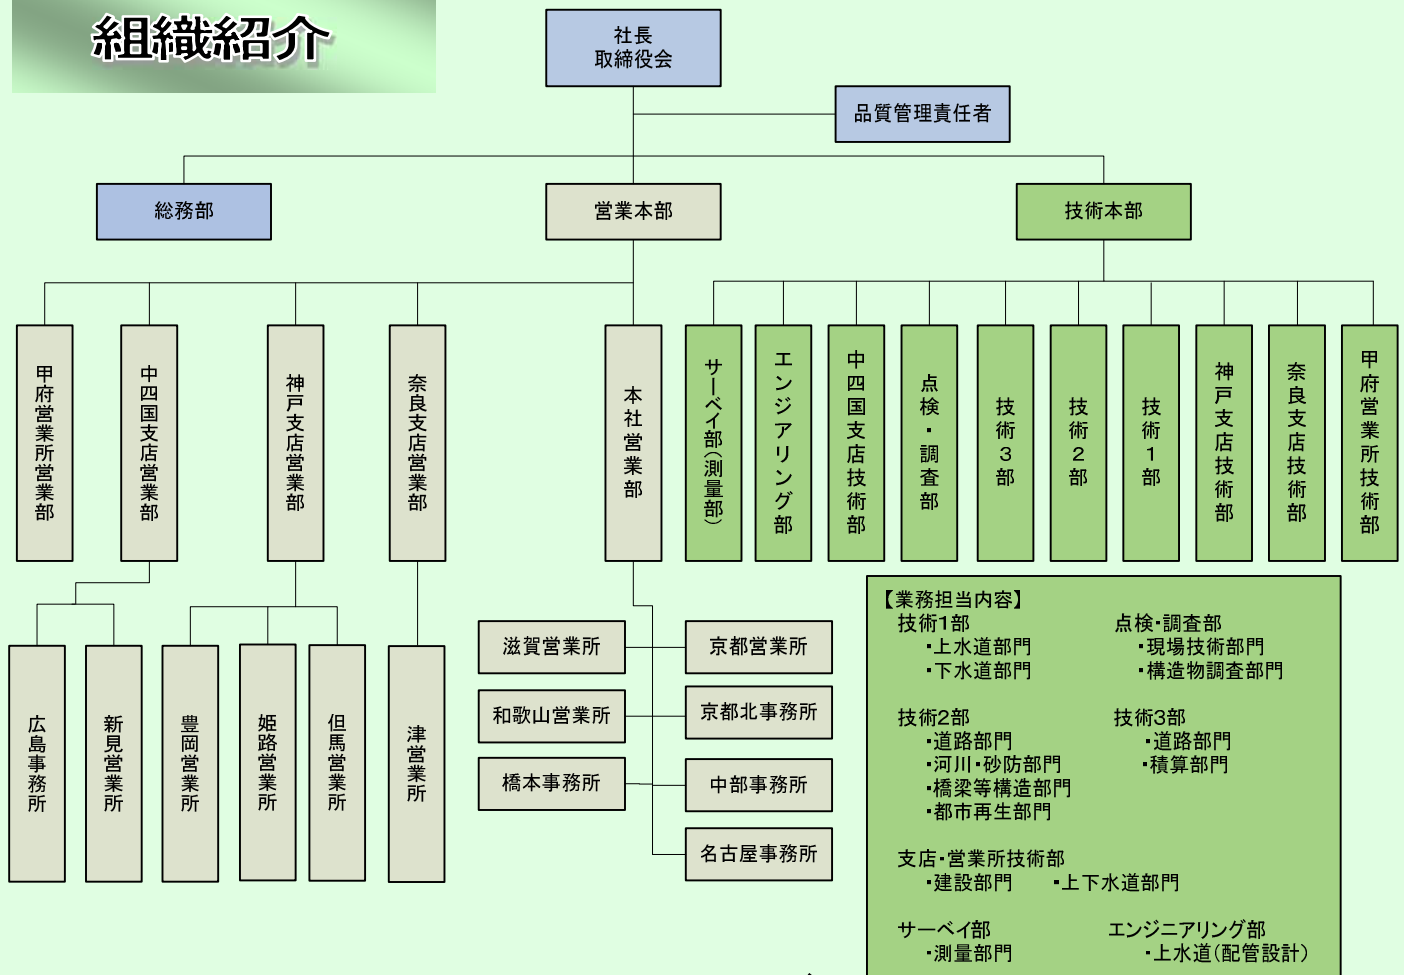 組織紹介
社長
取締役会
品質管理責任者
総務部
営業本部
技術本部
甲府営業所営業部
中四国支店営業部
神戸支店営業部
奈良支店営業部
本社営業部
サーベイ部(測量部)
エンジアリング部
中四国支店技術部
点検・調査部
技術3部
技術2部
技術1部
神戸支店技術部
奈良支店技術部
甲府営業所技術部
広島事務所
新見営業所
豊岡営業所
姫路営業所
但馬営業所
津営業所
滋賀営業所
京都営業所
和歌山営業所
京都北事務所
橋本事務所
中部事務所
名古屋事務所
【業務担当内容】
技術1部
・上水道部門
・下水道部門
点検・調査部
・現場技術部門
・構造物調査部門
技術2部
・道路部門
・河川・砂防部門
・橋梁等構造部門
・都市再生部門
技術3部
・道路部門
・積算部門
支店・営業所技術部
・建設部門 ・上下水道部門
サーベイ部
・測量部門
エンジニアリング部
・上水道(配管設計)